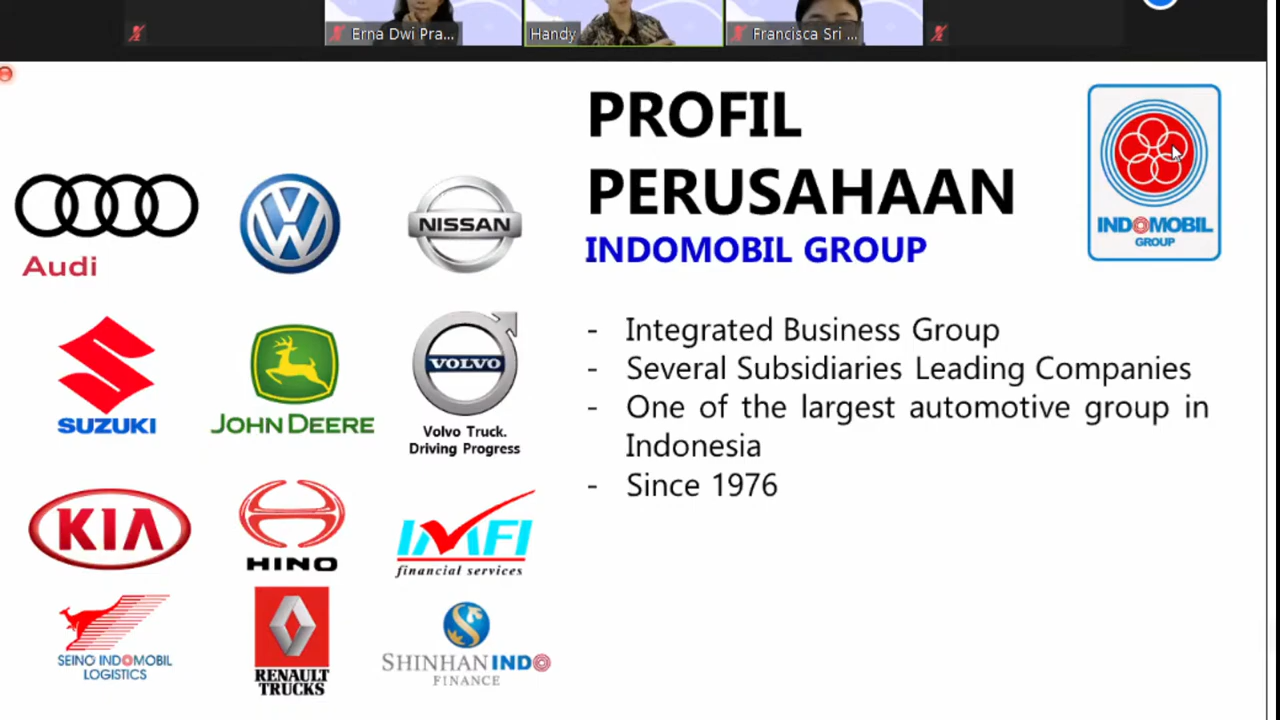 Erna Dwi Pra...
Handy
Francisca Sri ...
PROFIL
PERUSAHAAN
INDOMOBIL GROUP
INDOMOBIL
GROUP
Audi
NISSAN
SUZUKI
JOHN DEERE
VOLVO
Volvo Truck.
Driving Progress
KIA
HINO
IMFI
financial services
SEINO INDOMOBIL
LOGISTICS
RENAULT
TRUCKS
SHINHAN INDO
FINANCE
- Integrated Business Group
- Several Subsidiaries Leading Companies
- One of the largest automotive group in
Indonesia
- Since 1976